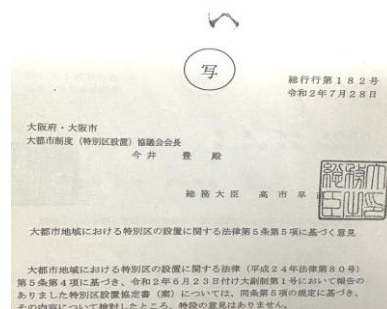 写
総行行第182号
令和2年7月28日
大阪府・大阪市
大都市制度（特別区設置）協議会会長
今井 豊 殿
総務大臣 高市早
大都市地域における特別区の設置に関する法律第5条第5項に基づく意見
大都市地域における特別区の設置に関する法律（平成24年法律第80号）
第5条第4項に基づき、令和2年6月23日付け大副制第1号において報告の
ありました特別区設置協定書（案）については、同条第5項の規定に基づき、
その内容について検討したところ、特段の意見はありません。